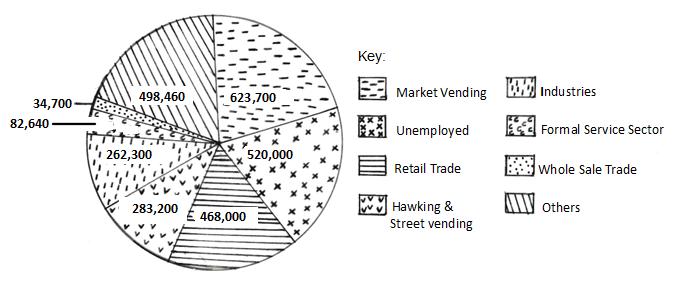 498,460
623,700
34,700
82,640
262,300
520,000
283,200
468,000
Key:
Market Vending
Industries
Unemployed
Formal Service Sector
Retail Trade
Whole Sale Trade
Hawking &
Street vending
Others